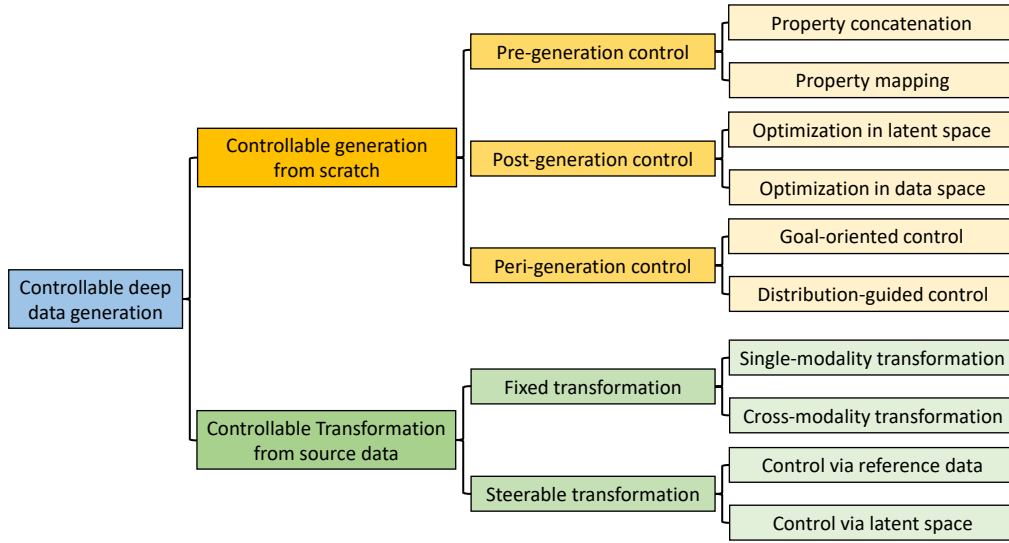 Controllable deep
data generation
Controllable generation
from scratch
Pre-generation control
Property concatenation
Property mapping
Post-generation control
Optimization in latent space
Optimization in data space
Peri-generation control
Goal-oriented control
Distribution-guided control
Controllable Transformation
from source data
Fixed transformation
Single-modality transformation
Cross-modality transformation
Steerable transformation
Control via reference data
Control via latent space